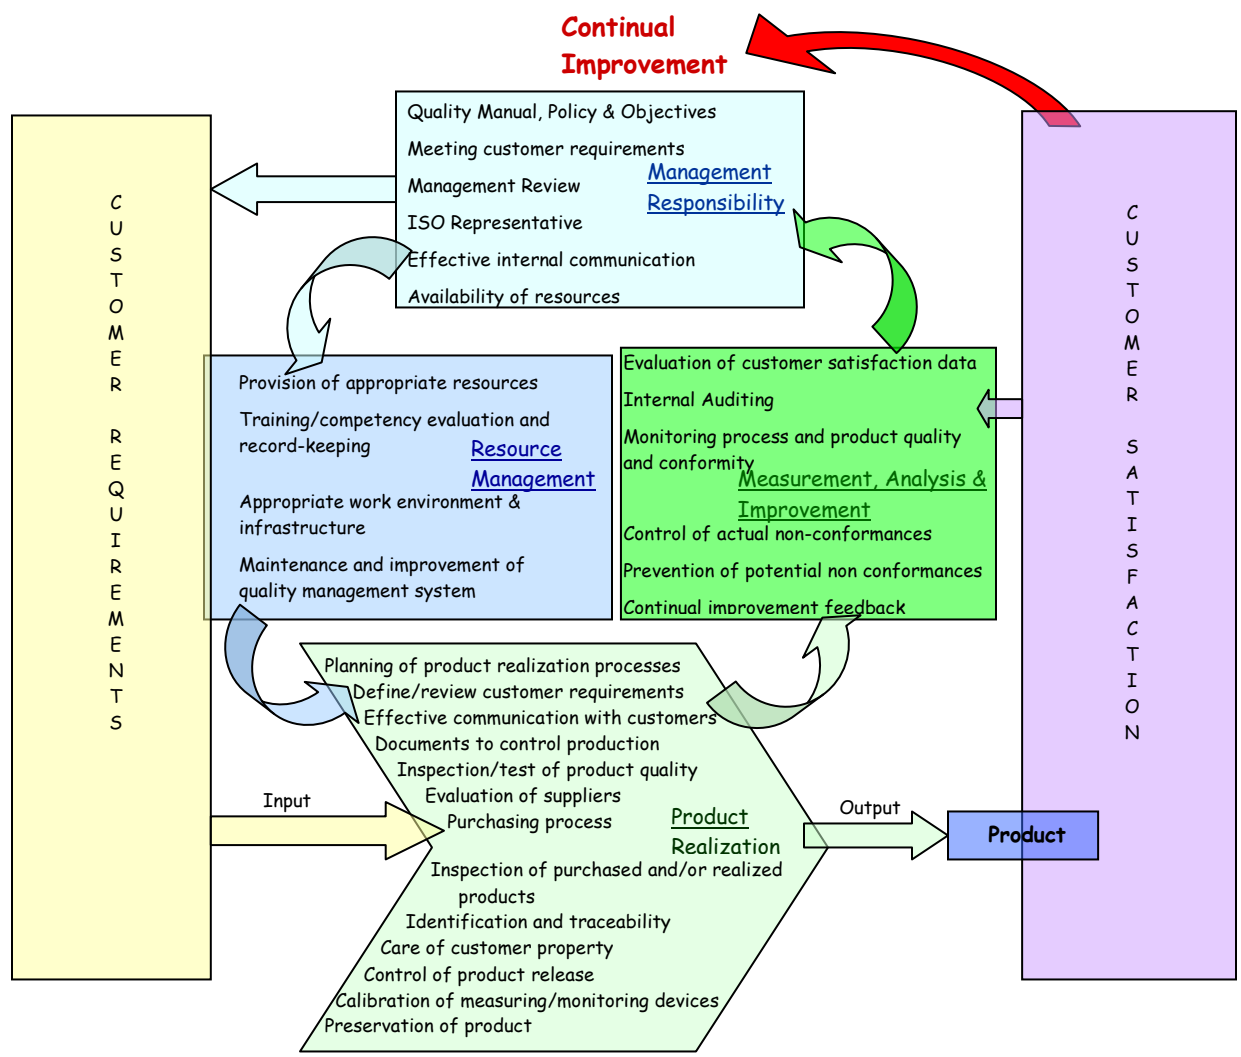 Continual
Improvement
CUSTOMER REQUIREMENTS
Quality Manual, Policy & Objectives
Meeting customer requirements
Management Review
ISO Representative
Effective internal communication
Availability of resources
Management
Responsibility
Provision of appropriate resources
Training/competency evaluation and
record-keeping
Appropriate work environment &
infrastructure
Maintenance and improvement of
quality management system
Resource
Management
Evaluation of customer satisfaction data
Internal Auditing
Monitoring process and product quality
and conformity
Control of actual non-conformances
Prevention of potential non conformances
Continual improvement feedback
Measurement, Analysis &
Improvement
Planning of product realization processes
Define/review customer requirements
Effective communication with customers
Documents to control production
Inspection/test of product quality
Evaluation of suppliers
Purchasing process
Inspection of purchased and/or realized
products
Identification and traceability
Care of customer property
Control of product release
Calibration of measuring/monitoring devices
Preservation of product
Product
Realization
Input
Output
Product
CUSTOMER SATISFACTION